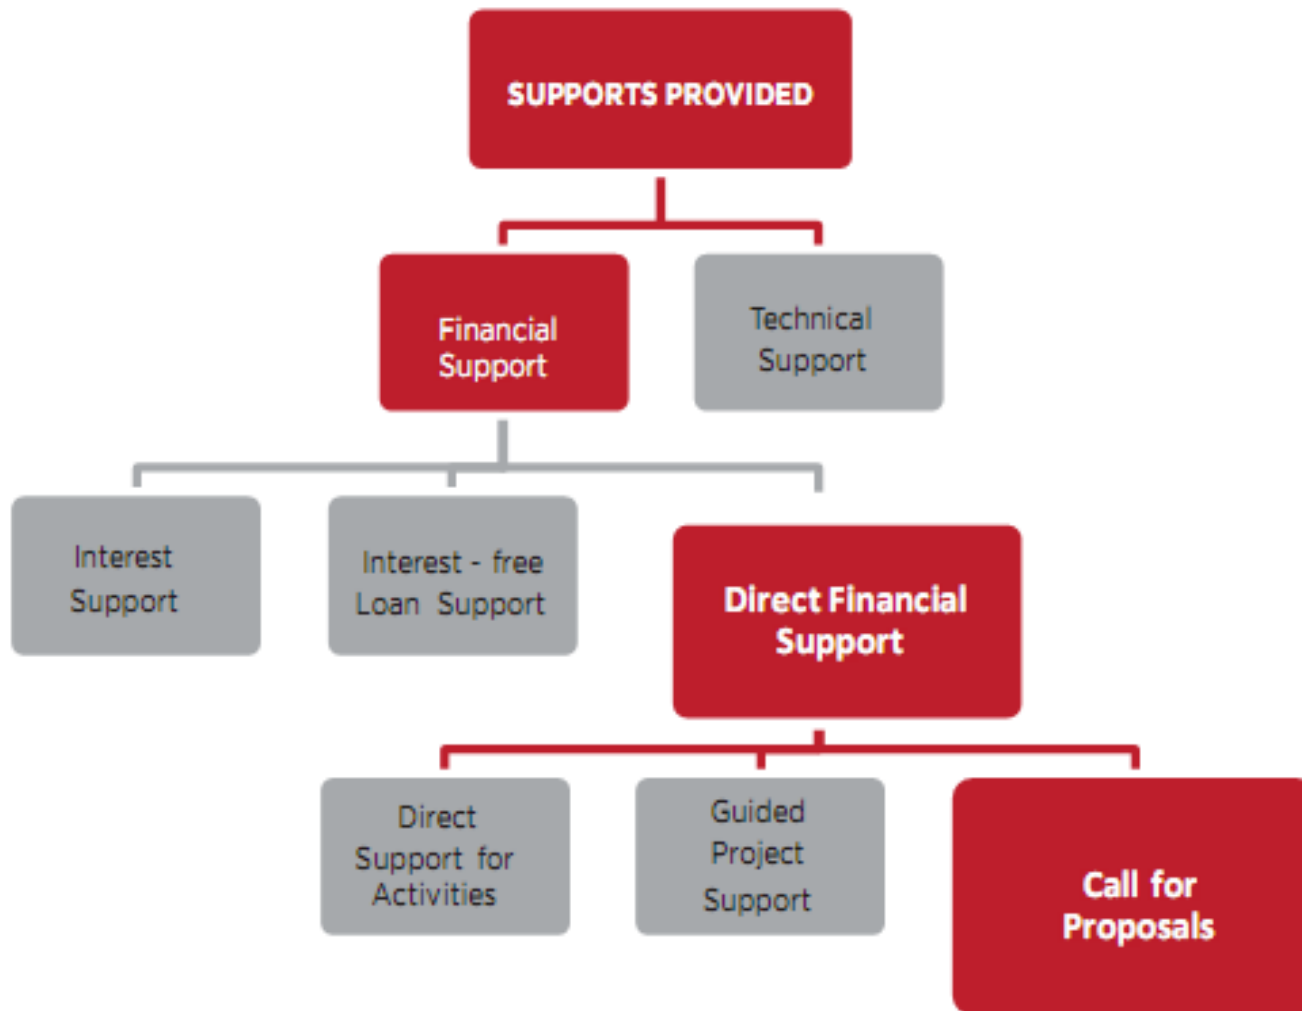 SUPPORTS PROVIDED
Financial
Support
Technical
Support
Interest
Support
Interest - free
Loan Support
Direct Financial
Support
Direct
Support for
Activities
Guided
Project
Support
Call for
Proposals